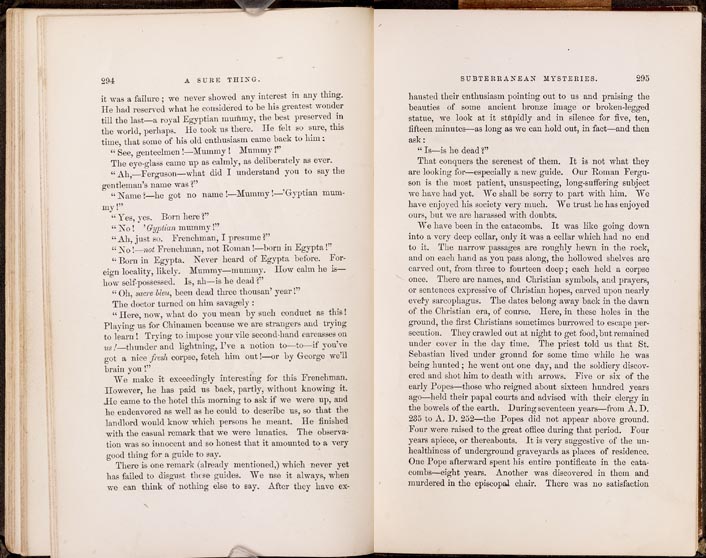 294 A SURE THING.
it was a failure; we never showed any interest in any thing.
He had reserved what he considered to be his greatest wonder
till the last—a royal Egyptian mummy, the best preserved in
the world, perhaps. He took us there. He felt so sure, this
time, that some of his old enthusiasm came back to him:
“See, genteelmen!—Mummy! Mummy!”
The eye-glass came up as calmly, as deliberately as ever.
“Ah,—Ferguson—what did I understand you to say the
gentleman's name was?”
“Name!—he got no name!—Mummy!—'Gyptian mum-
my!”
“Yes, yes. Born here?”
“No! 'Gyptian mummy!”
“Ah, just so. Frenchman, I presume?”
“No!—not Frenchman, not Roman!—born in Egypta!”
“Born in Egypta. Never heard of Egypta before. For-
eign locality, likely. Mummy—mummy. How calm he is—
how self-possessed. Is, ah—is he dead?”
“Oh, sacre bleu, been dead three thousan' year!”
The doctor turned on him savagely:
“Here, now, what do you mean by such conduct as this!
Playing us for Chinamen because we are strangers and trying
to learn! Trying to impose your vile second-hand carcasses on
us!—thunder and lightning, I've a notion to—to—if you've
got a nice fresh corpse, fetch him out!—or by George we'll
brain you!”
We make it exceedingly interesting for this Frenchman.
However, he has paid us back, partly, without knowing it.
He came to the hotel this morning to ask if we were up, and
he endeavored as well as he could to describe us, so that the
landlord would know which persons he meant. He finished
with the casual remark that we were lunatics. The observa-
tion was so innocent and so honest that it amounted to a very
good thing for a guide to say.
There is one remark (already mentioned,) which never yet
has failed to disgust these guides. We use it always, when
we can think of nothing else to say. After they have ex-
SUBTERRANEAN MYSTERIES. 295
hausted their enthusiasm pointing out to us and praising the
beauties of some ancient bronze image or broken-legged
statue, we look at it stupidly and in silence for five, ten,
fifteen minutes—as long as we can hold out, in fact—and then
ask:
“Is—is he dead?”
That conquers the serenest of them. It is not what they
are looking for—especially a new guide. Our Roman Fergu-
son is the most patient, unsuspecting, long-suffering subject
we have had yet. We shall be sorry to part with him. We
have enjoyed his society very much. We trust he has enjoyed
ours, but we are harassed with doubts.
We have been in the catacombs. It was like going down
into a very deep cellar, only it was a cellar which had no end
to it. The narrow passages are roughly hewn in the rock,
and on each hand as you pass along, the hollowed shelves are
carved out, from three to fourteen deep; each held a corpse
once. There are names, and Christian symbols, and prayers,
or sentences expressive of Christian hopes, carved upon nearly
every sarcophagus. The dates belong away back in the dawn
of the Christian era, of course. Here, in these holes in the
ground, the first Christians sometimes burrowed to escape per-
secution. They crawled out at night to get food, but remained
under cover in the day time. The priest told us that St.
Sebastian lived under ground for some time while he was
being hunted; he went out one day, and the soldiery discov-
ered and shot him to death with arrows. Five or six of the
early Popes—those who reigned about sixteen hundred years
ago—held their papal courts and advised with their clergy in
the bowels of the earth. During seventeen years—from A. D.
235 to A. D. 252—the Popes did not appear above ground.
Four were raised to the great office during that period. Four
years apiece, or thereabouts. It is very suggestive of the un-
healthiness of underground graveyards as places of residence.
One Pope afterward spent his entire pontificate in the cata-
combs—eight years. Another was discovered in them and
murdered in the episcopal chair. There was no satisfaction